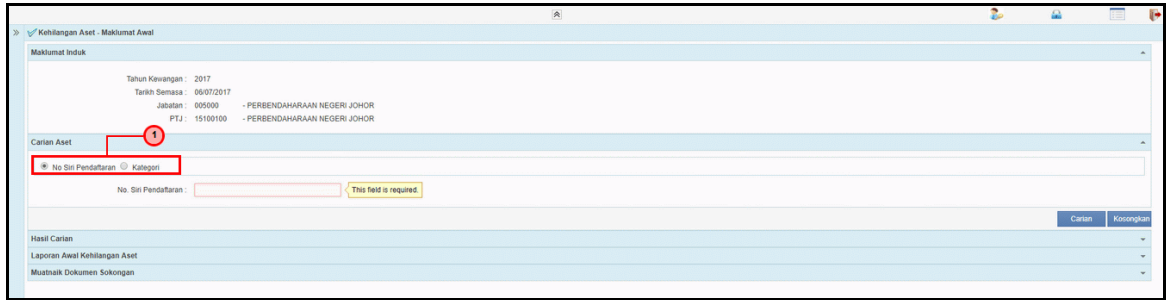 Kehilangan Aset - Maklumat Awal
Maklumat Induk
Tahun Kewangan : 2017
Tarikh Semasa : 06/07/2017
Jabatan : 005000 - PERBENDAHARAAN NEGERI JOHOR
PTJ : 15100100 - PERBENDAHARAAN NEGERI JOHOR
1
Carian Aset
No Siri Pendaftaran Kategori
No. Siri Pendaftaran : This field is required.
Carian Kosongkan
Hasil Carian
Laporan Awal Kehilangan Aset
Muatnaik Dokumen Sokongan